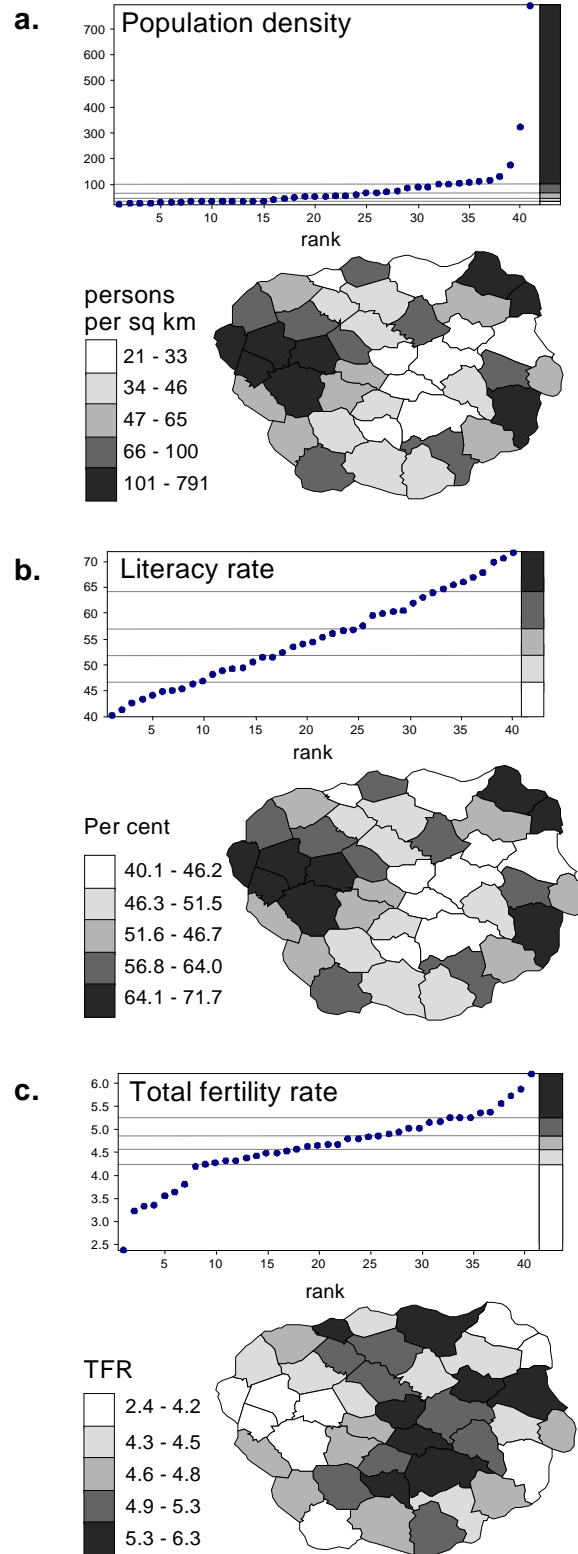 a.
Population density
700
600
500
400
300
200
100
5 10 15 20 25 30 35 40
rank
persons
per sq km
21 - 33
34 - 46
47 - 65
66 - 100
101 - 791
b.
Literacy rate
70
65
60
55
50
45
40
5 10 15 20 25 30 35 40
rank
Per cent
40.1 - 46.2
46.3 - 51.5
51.6 - 46.7
56.8 - 64.0
64.1 - 71.7
c.
Total fertility rate
6.0
5.5
5.0
4.5
4.0
3.5
3.0
2.5
5 10 15 20 25 30 35 40
rank
TFR
2.4 - 4.2
4.3 - 4.5
4.6 - 4.8
4.9 - 5.3
5.3 - 6.3